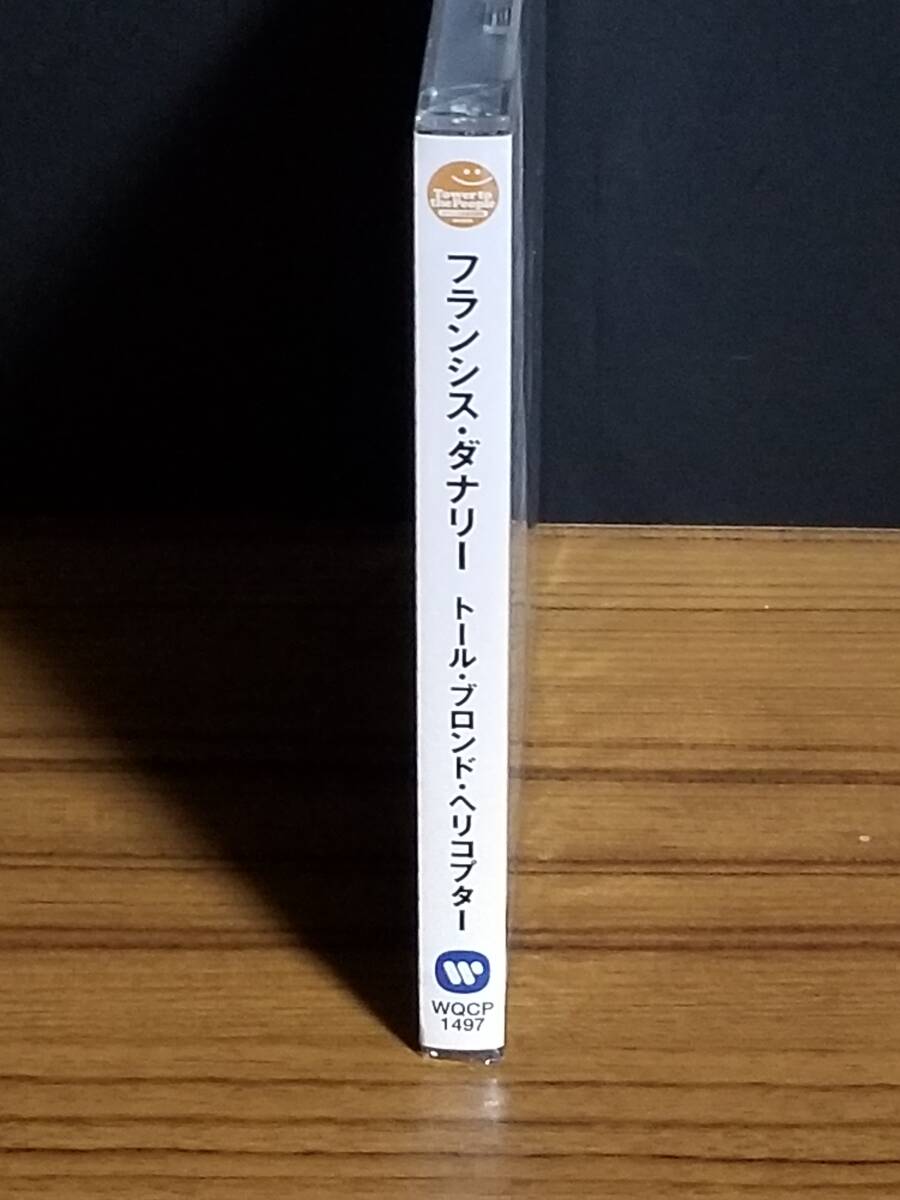 Tower to
the People
フランシス・ダナリー
トール・ブロンド・ヘリコプター
WQCP
1497